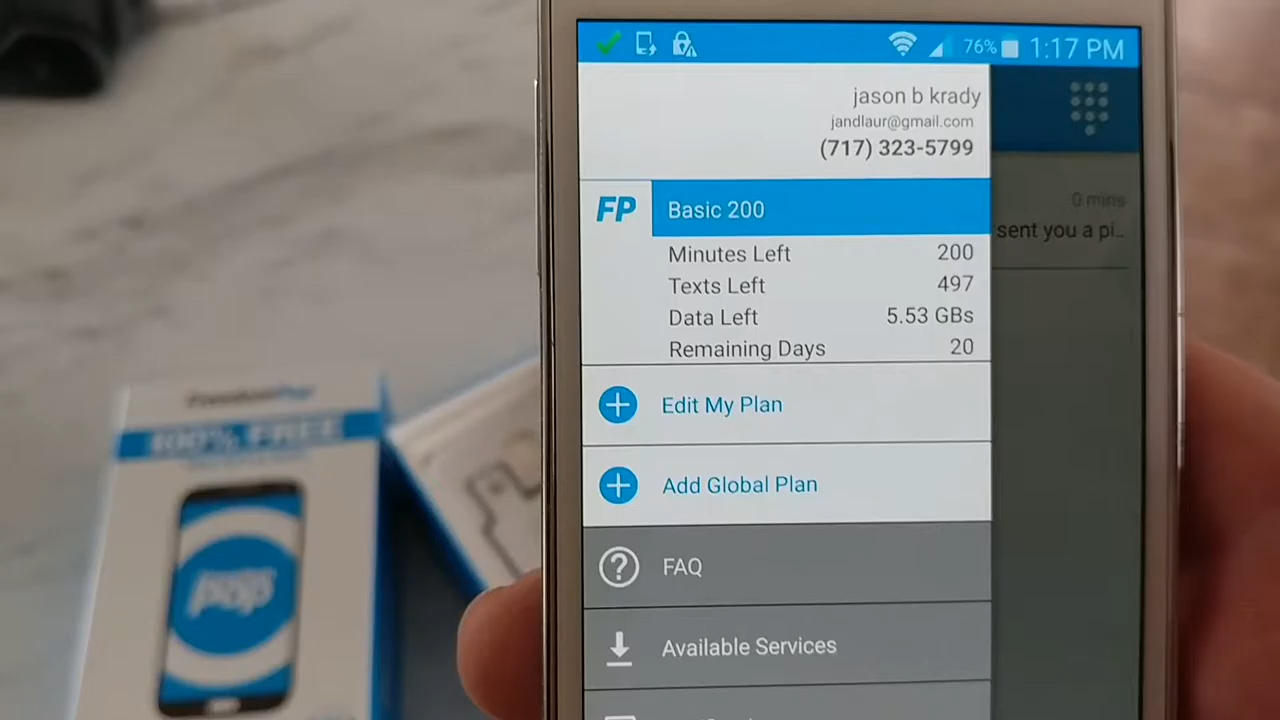 76% 1:17 PM
jason b krady
jandlaur@gmail.com
(717) 323-5799
FP Basic 200
0 mins
Minutes Left 200
sent you a pi..
Texts Left 497
Data Left 5.53 GBs
Remaining Days 20
Edit My Plan
Add Global Plan
FAQ
Available Services
FreedomPop
100% FREE
pop